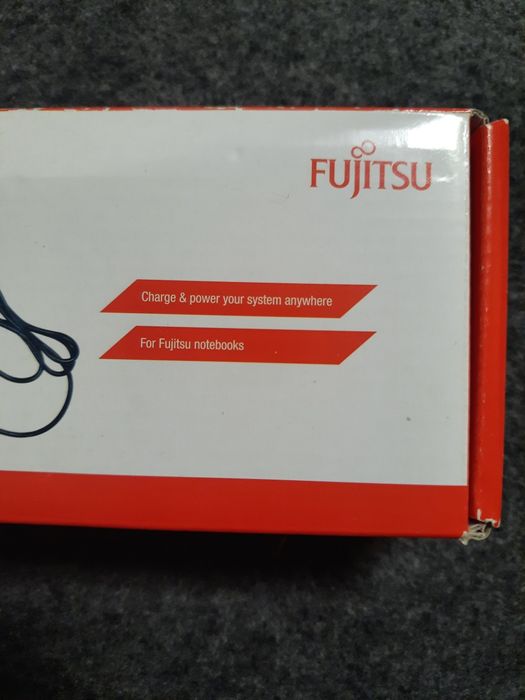 FUJITSU
Charge & power your system anywhere
For Fujitsu notebooks